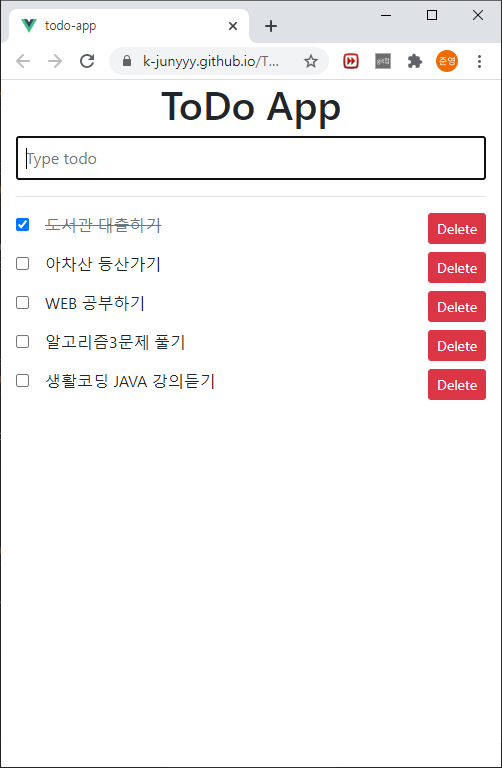 todo-app
k-junyyy.github.io/T...
준영
ToDo App
Type todo
도서관 대출하기 Delete
아차산 등산가기 Delete
WEB 공부하기 Delete
알고리즘3문제 풀기 Delete
생활코딩 JAVA 강의듣기 Delete